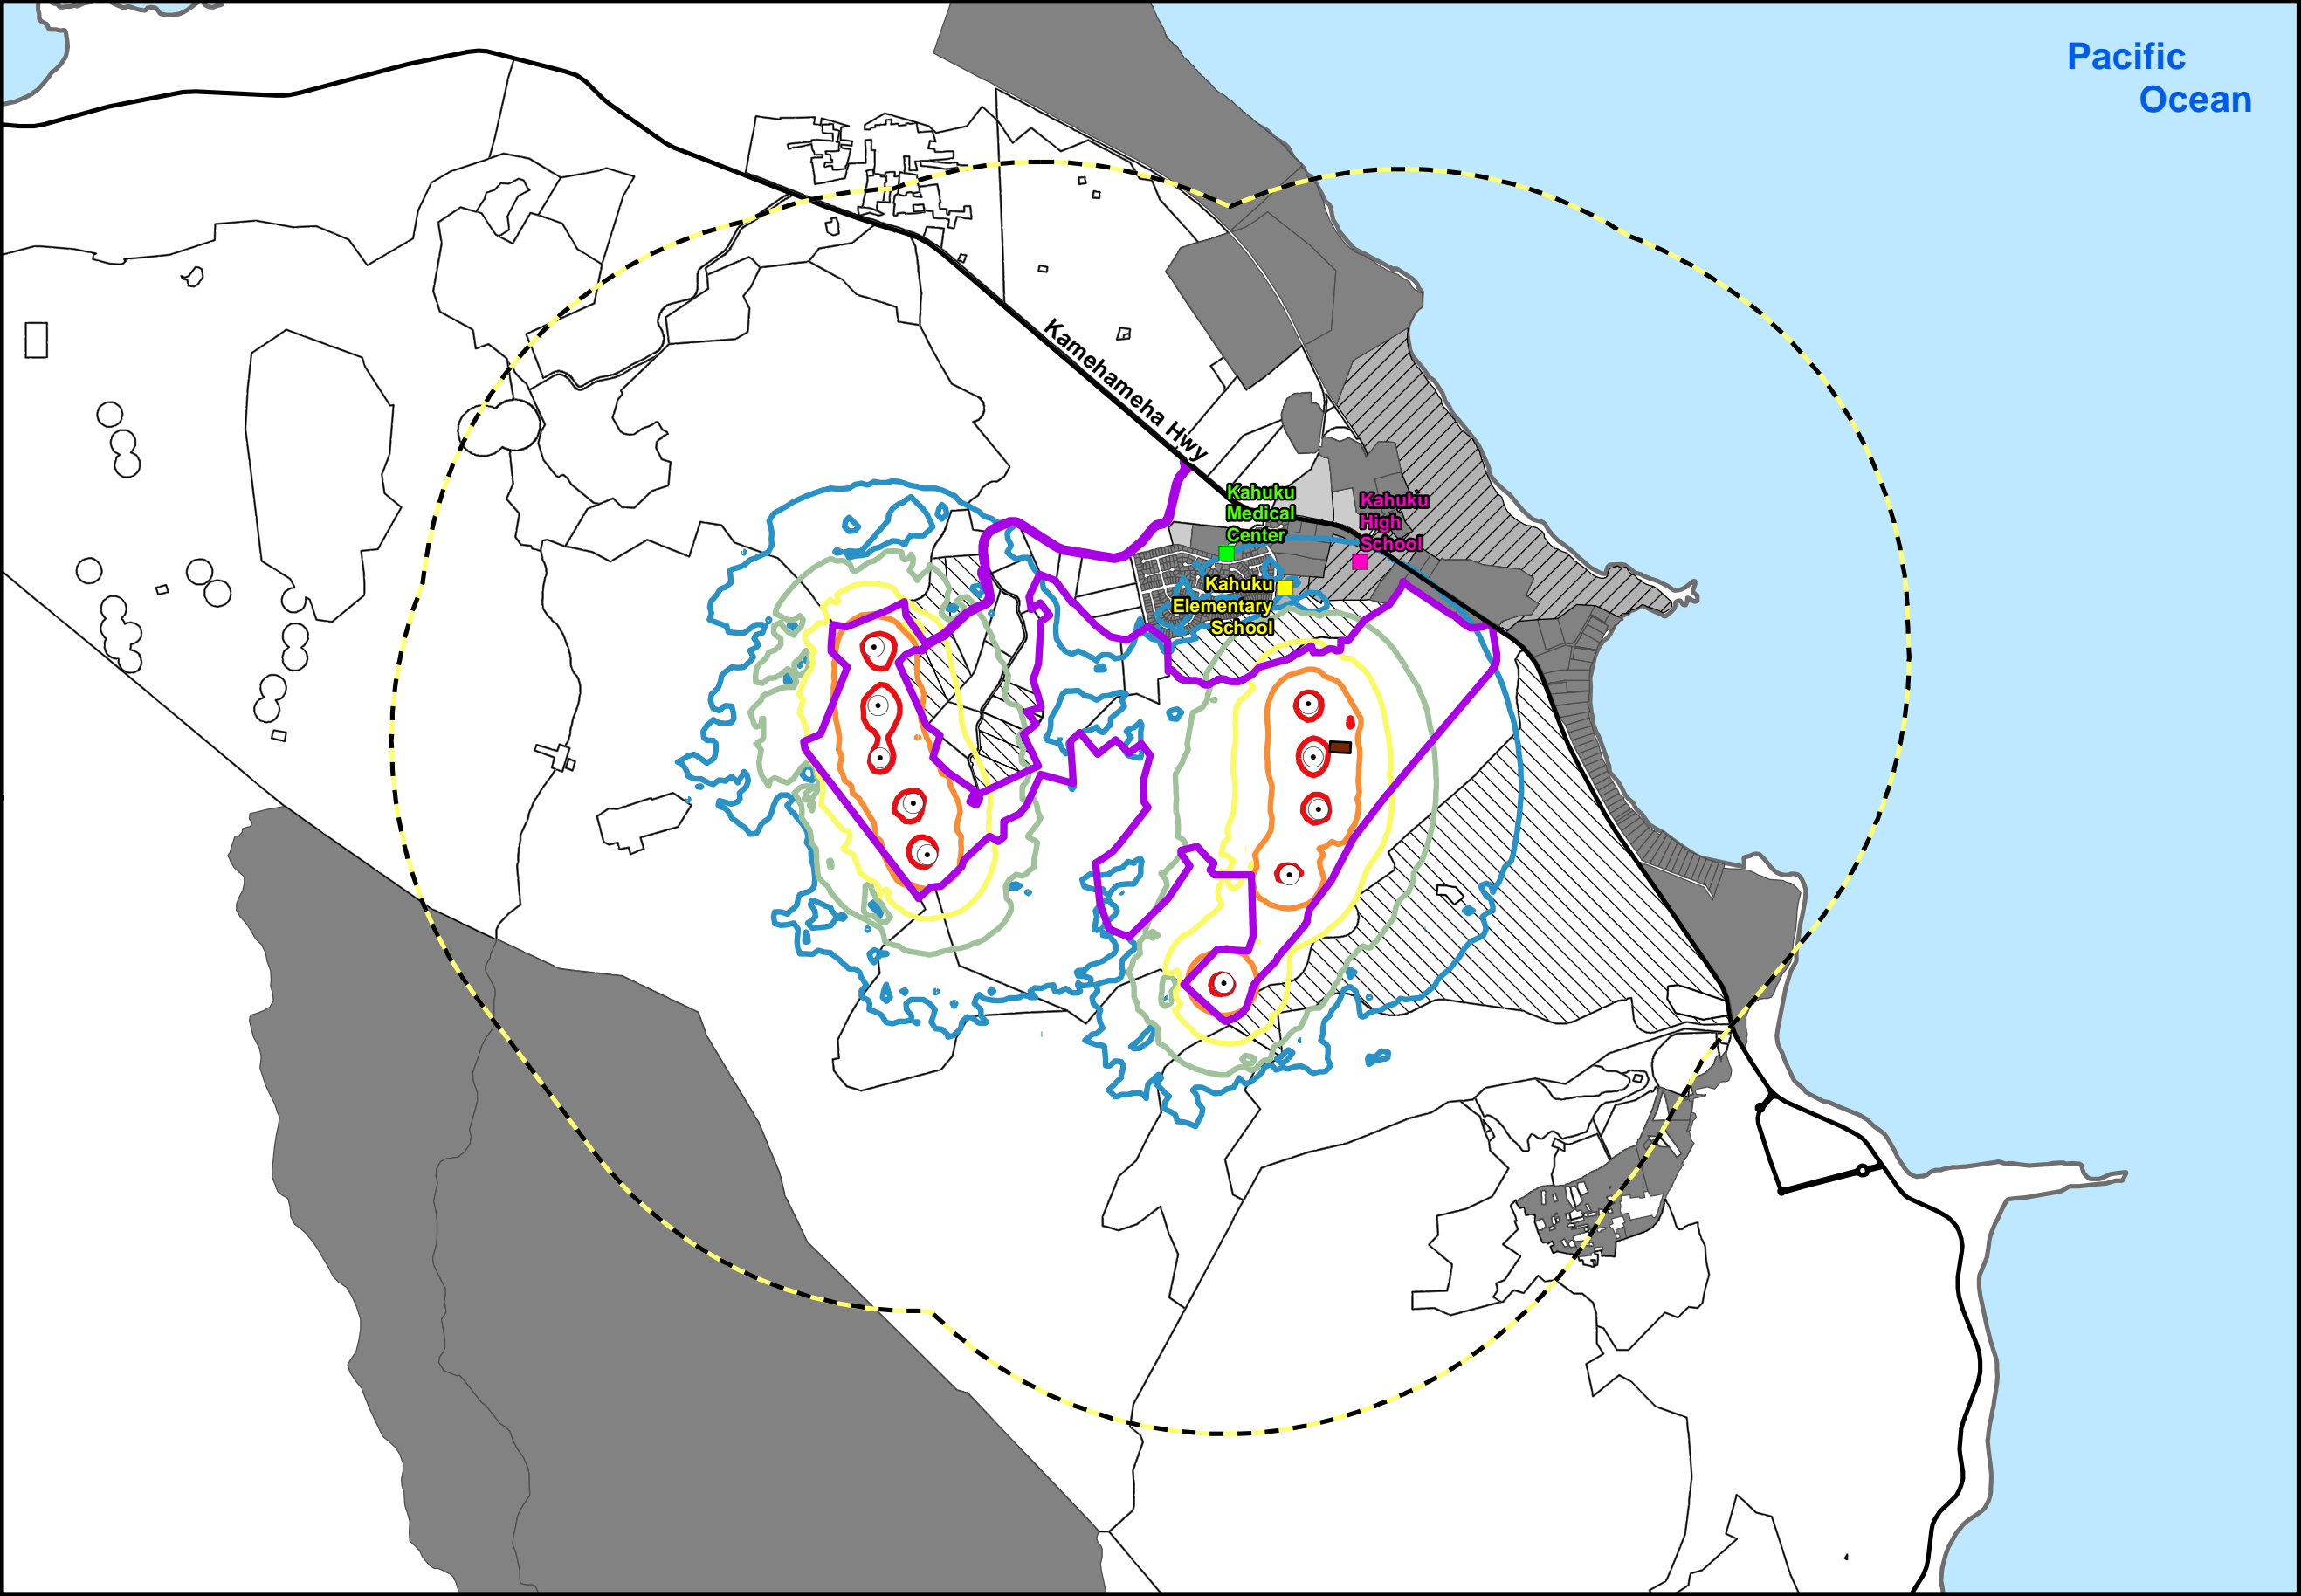 Pacific
Ocean
Kamehameha Hwy
Kahuku
Medical
Center
Kahuku
High
School
Kahuku
Elementary
School